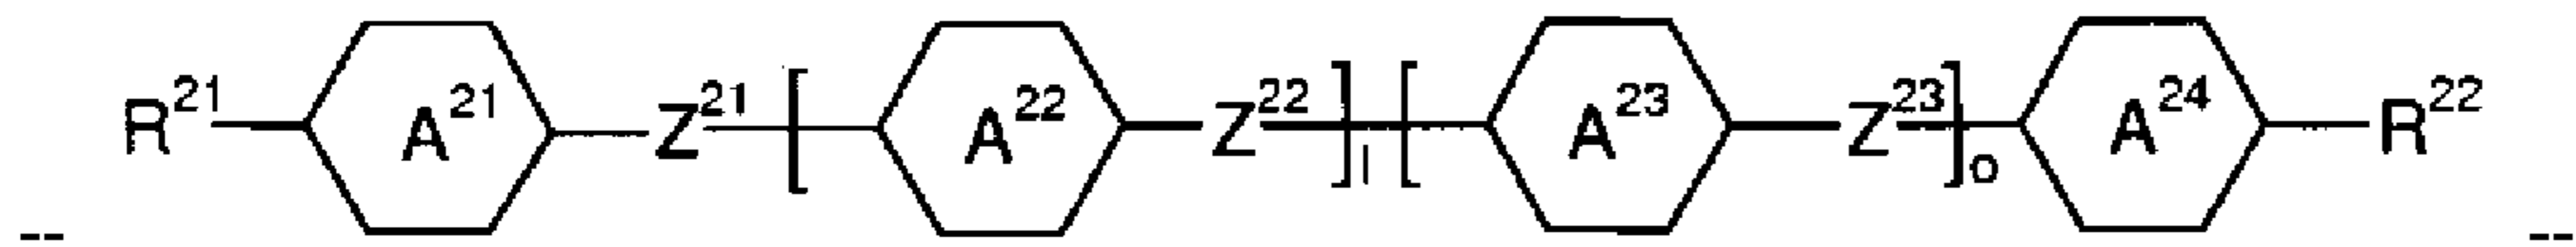 R²¹ A²¹ Z²¹ [ A²² Z²² ]l [ A²³ Z²³ ]o A²⁴ R²²
-- --